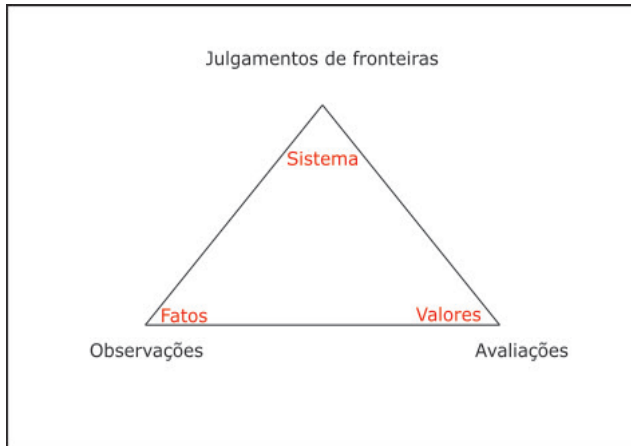 Julgamentos de fronteiras
Sistema
Fatos
Valores
Observações
Avaliações